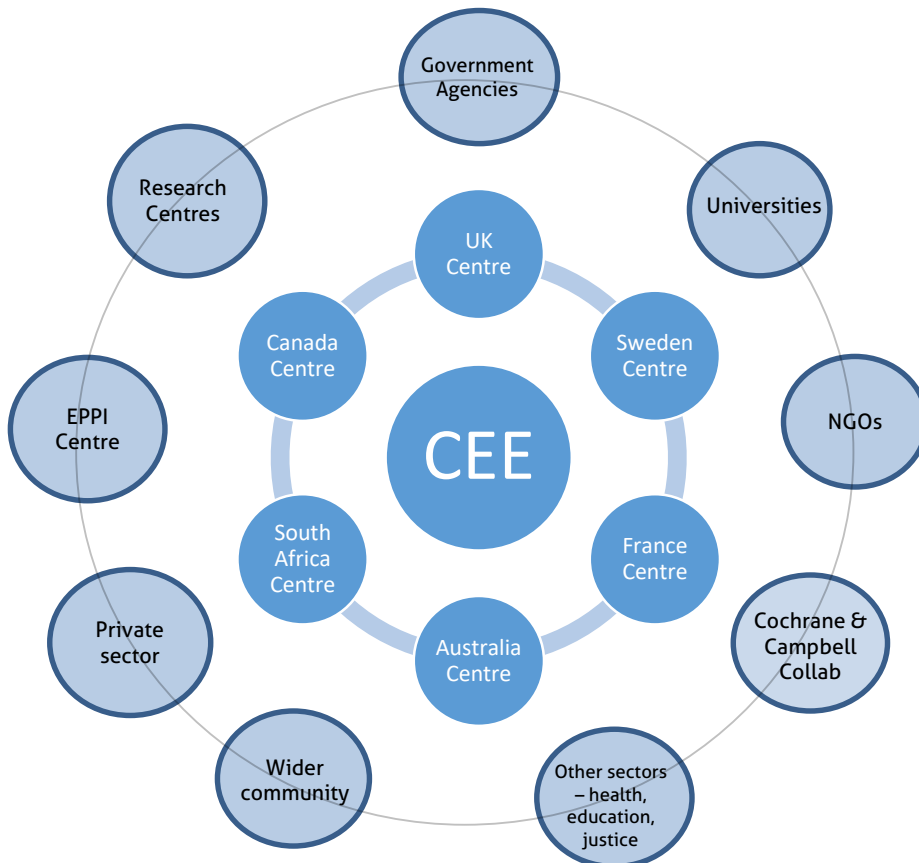 Government
Agencies
Research
Centres
Universities
UK
Centre
Canada
Centre
Sweden
Centre
EPPI
Centre
CEE
NGOs
South
Africa
Centre
France
Centre
Private
sector
Australia
Centre
Cochrane &
Campbell
Collab
Wider
community
Other sectors
– health,
education,
justice